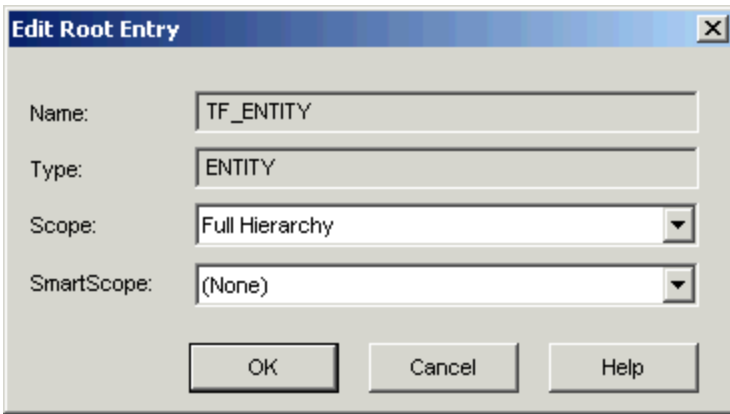 Edit Root Entry
Name: TF_ENTITY
Type: ENTITY
Scope: Full Hierarchy
SmartScope: (None)
OK Cancel Help